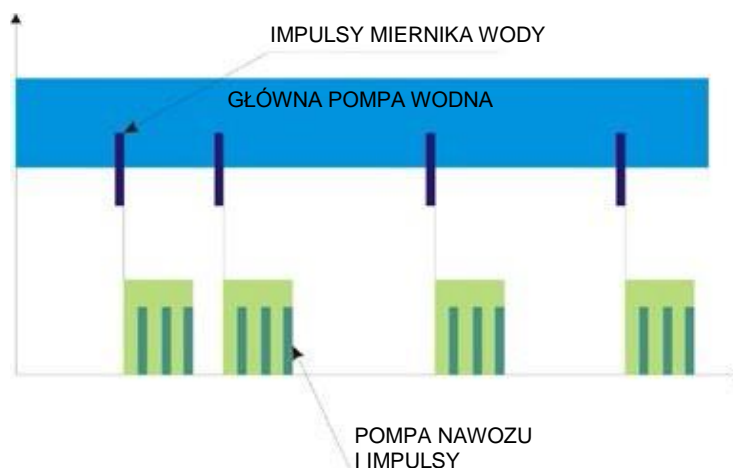 IMPULSY MIERNIKA WODY
GŁÓWNA POMPA WODNA
POMPA NAWOZU
I IMPULSY